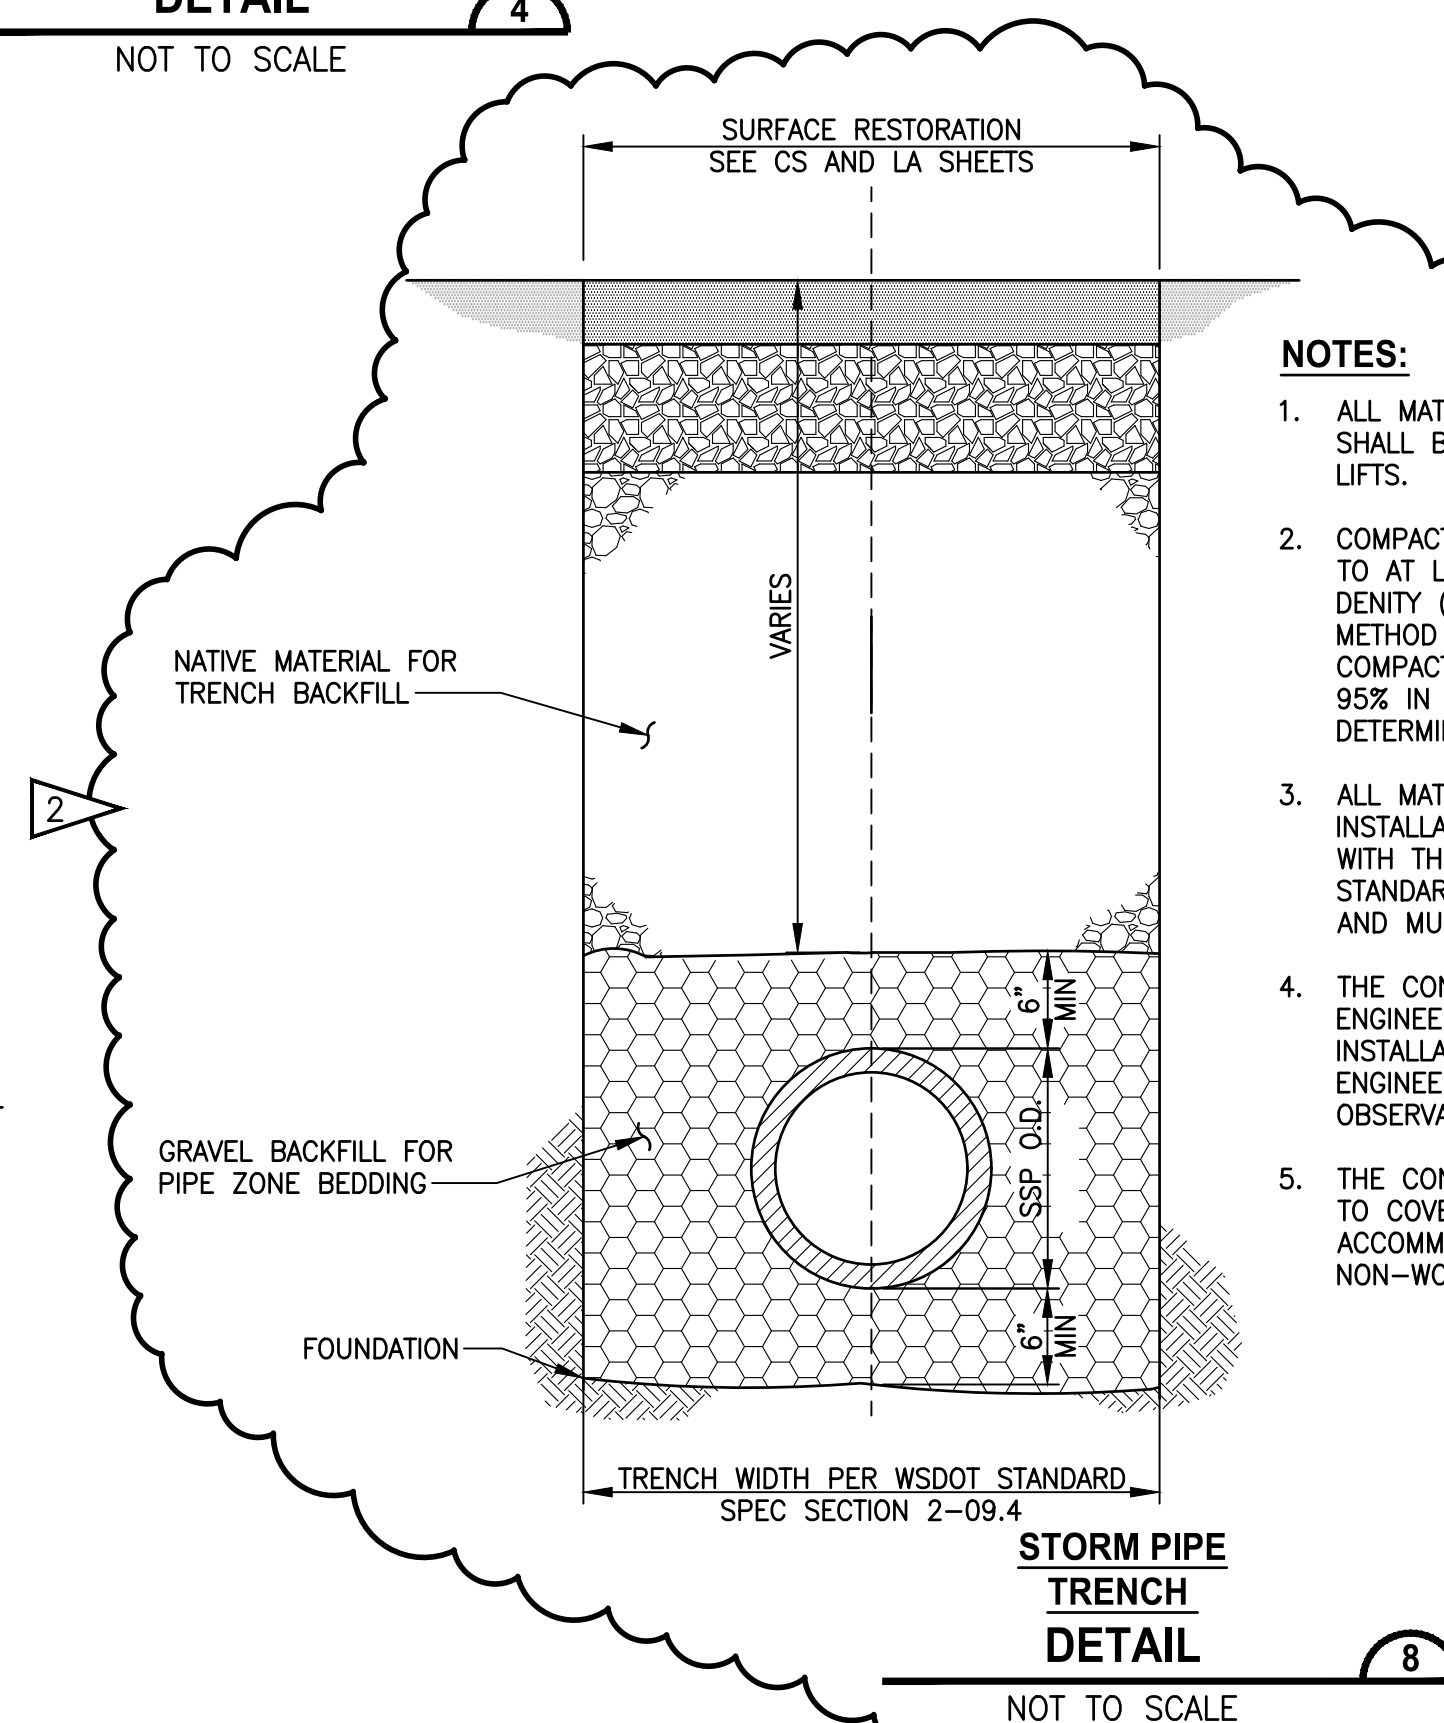 DETAIL
4
NOT TO SCALE
SURFACE RESTORATION
SEE CS AND LA SHEETS
VARIES
NATIVE MATERIAL FOR
TRENCH BACKFILL
2
6"
MIN
SSP O.D.
GRAVEL BACKFILL FOR
PIPE ZONE BEDDING
6"
MIN
FOUNDATION
TRENCH WIDTH PER WSDOT STANDARD
SPEC SECTION 2-09.4
NOTES:
1. ALL MAT
SHALL B
LIFTS.
2. COMPACT
TO AT L
DENITY (
METHOD
COMPACT
95% IN
DETERMI
3. ALL MAT
INSTALLA
WITH TH
STANDAR
AND MU
4. THE CON
ENGINEE
INSTALLA
ENGINEE
OBSERVA
5. THE CON
TO COVE
ACCOMM
NON-WO
STORM PIPE
TRENCH
DETAIL
8
NOT TO SCALE